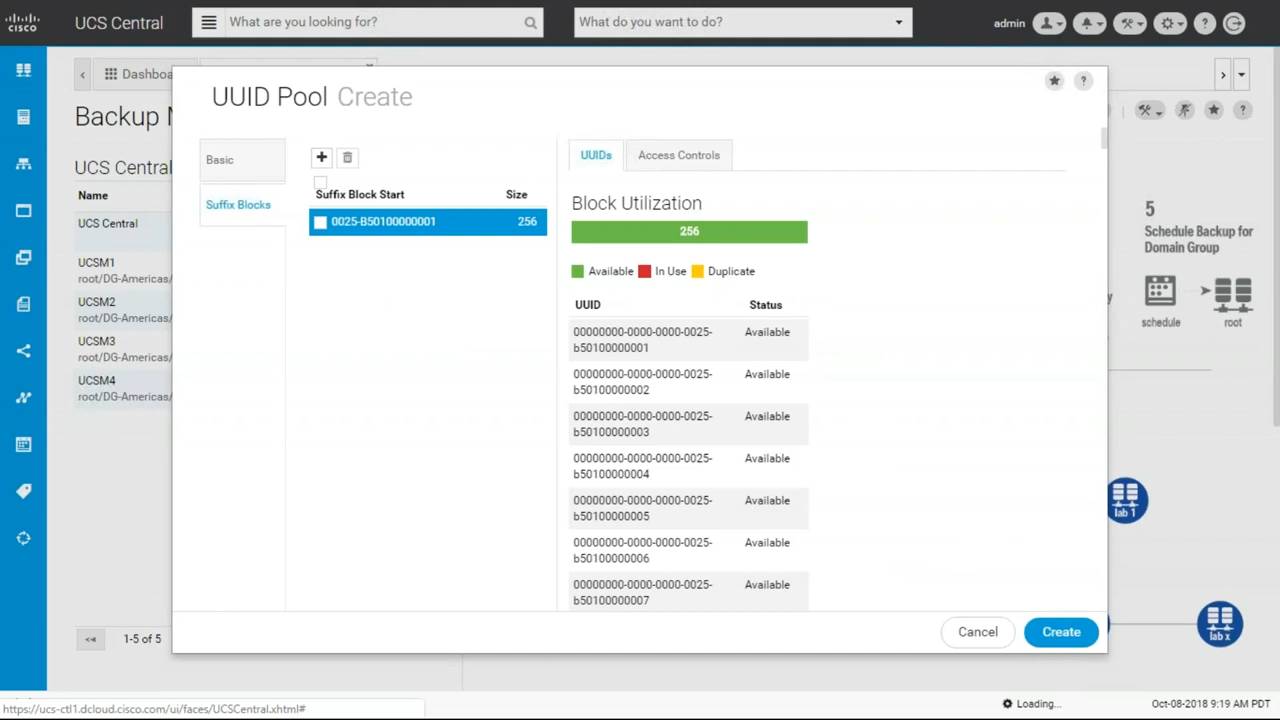 cisco
UCS Central
What are you looking for?
What do you want to do?
admin
Dashboa
UUID Pool Create
Backup M
UCS Central
Name
UCS Central
UCSM1
root/DG-Americas/
UCSM2
root/DG-Americas/
UCSM3
root/DG-Americas/
UCSM4
root/DG-Americas/
1-5 of 5
Basic
Suffix Blocks
Suffix Block Start Size
0025-B50100000001 256
UUIDs Access Controls
Block Utilization
256
Available In Use Duplicate
UUID Status
00000000-0000-0000-0025- Available
b50100000001
00000000-0000-0000-0025- Available
b50100000002
00000000-0000-0000-0025- Available
b50100000003
00000000-0000-0000-0025- Available
b50100000004
00000000-0000-0000-0025- Available
b50100000005
00000000-0000-0000-0025- Available
b50100000006
00000000-0000-0000-0025- Available
b50100000007
Cancel Create
5
Schedule Backup for
Domain Group
schedule root
lab 1
lab x
https://ucs-ctl1.dcloud.cisco.com/ui/faces/UCSCentral.xhtml#
Loading...
Oct-08-2018 9:19 AM PDT